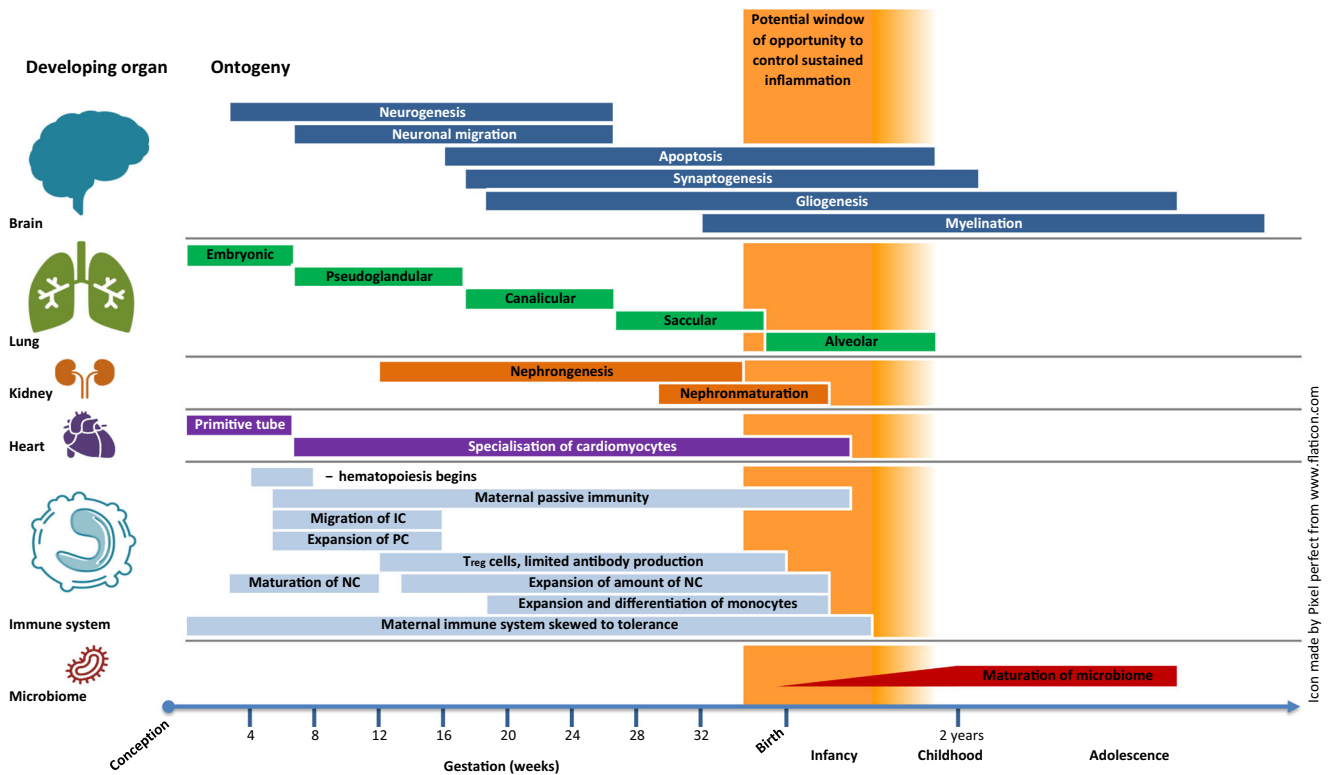 Potential window
of opportunity to
control sustained
inflammation
Developing organ
Ontogeny
Neurogenesis
Neuronal migration
Apoptosis
Synaptogenesis
Gliogenesis
Myelination
Brain
Embryonic
Pseudoglandular
Canalicular
Saccular
Alveolar
Lung
Nephrongenesis
Nephronmaturation
Kidney
Primitive tube
Specialisation of cardiomyocytes
Heart
– hematopoiesis begins
Maternal passive immunity
Migration of IC
Expansion of PC
Treg cells, limited antibody production
Maturation of NC
Expansion of amount of NC
Expansion and differentiation of monocytes
Maternal immune system skewed to tolerance
Immune system
Maturation of microbiome
Microbiome
Conception
4 8 12 16 20 24 28 32
Birth
2 years
Infancy
Childhood
Adolescence
Gestation (weeks)
Icon made by Pixel perfect from www.flaticon.com